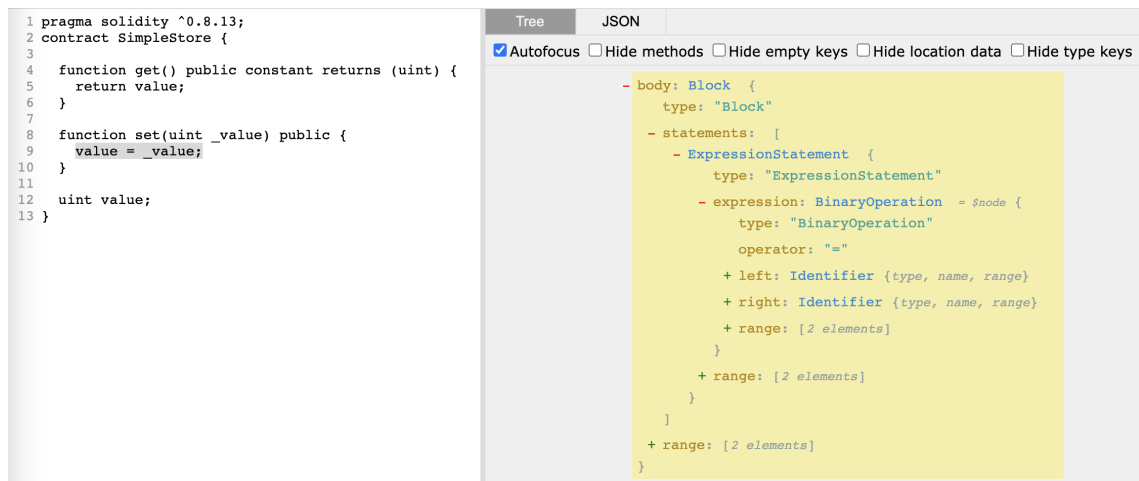 1 pragma solidity ^0.8.13;
2 contract SimpleStore {
3
4 function get() public constant returns (uint) {
5 return value;
6 }
7
8 function set(uint _value) public {
9 value = _value;
10 }
11
12 uint value;
13 }
Tree JSON
Autofocus Hide methods Hide empty keys Hide location data Hide type keys
- body: Block {
type: "Block"
- statements: [
- ExpressionStatement {
type: "ExpressionStatement"
- expression: BinaryOperation = $node {
type: "BinaryOperation"
operator: "="
+ left: Identifier {type, name, range}
+ right: Identifier {type, name, range}
+ range: [2 elements]
}
+ range: [2 elements]
}
]
+ range: [2 elements]
}